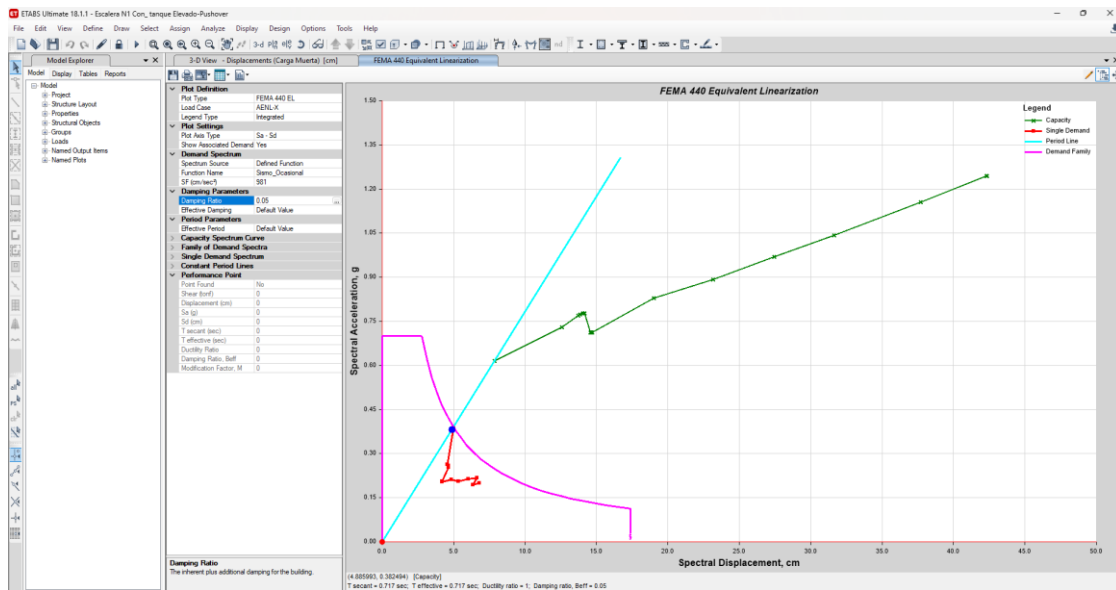 ETABS Ultimate 18.1.1 - Escalera N1 Con_ tanque Elevado-Pushover
File Edit View Define Draw Select Assign Analyze Display Design Options Tools Help
Model Explorer
3-D View - Displacements (Carga Muerta) [cm]
FEMA 440 Equivalent Linearization
Model Display Tables Reports
Model
Project
Structure Layout
Properties
Structural Objects
Groups
Loads
Named Output Items
Named Plots
Plot Definition
Plot Type FEMA 440 EL
Load Case AENL-X
Legend Type Integrated
Plot Settings
Plot Axis Type Sa - Sd
Show Associated Demand Yes
Demand Spectrum
Spectrum Source Defined Function
Function Name Sismo_Ocasional
SF (cm/sec²) 981
Damping Parameters
Damping Ratio 0.05
Effective Damping Default Value
Period Parameters
Effective Period Default Value
Capacity Spectrum Curve
Family of Demand Spectra
Single Demand Spectrum
Constant Period Lines
Performance Point
Point Found No
Shear (tonf) 0
Displacement (cm) 0
Sa (g) 0
Sd (cm) 0
T secant (sec) 0
T effective (sec) 0
Ductility Ratio 0
Damping Ratio, Beff 0
Modification Factor, M 0
Damping Ratio
The inherent plus additional damping for the building.
FEMA 440 Equivalent Linearization
Legend
Capacity
Single Demand
Period Line
Demand Family
Spectral Acceleration, g
1.50
1.35
1.20
1.05
0.90
0.75
0.60
0.45
0.30
0.15
0.00
0.0 5.0 10.0 15.0 20.0 25.0 30.0 35.0 40.0 45.0 50.0
Spectral Displacement, cm
(4.885993, 0.382494) [Capacity]
T secant = 0.717 sec; T effective = 0.717 sec; Ductility ratio = 1; Damping ratio, Beff = 0.05